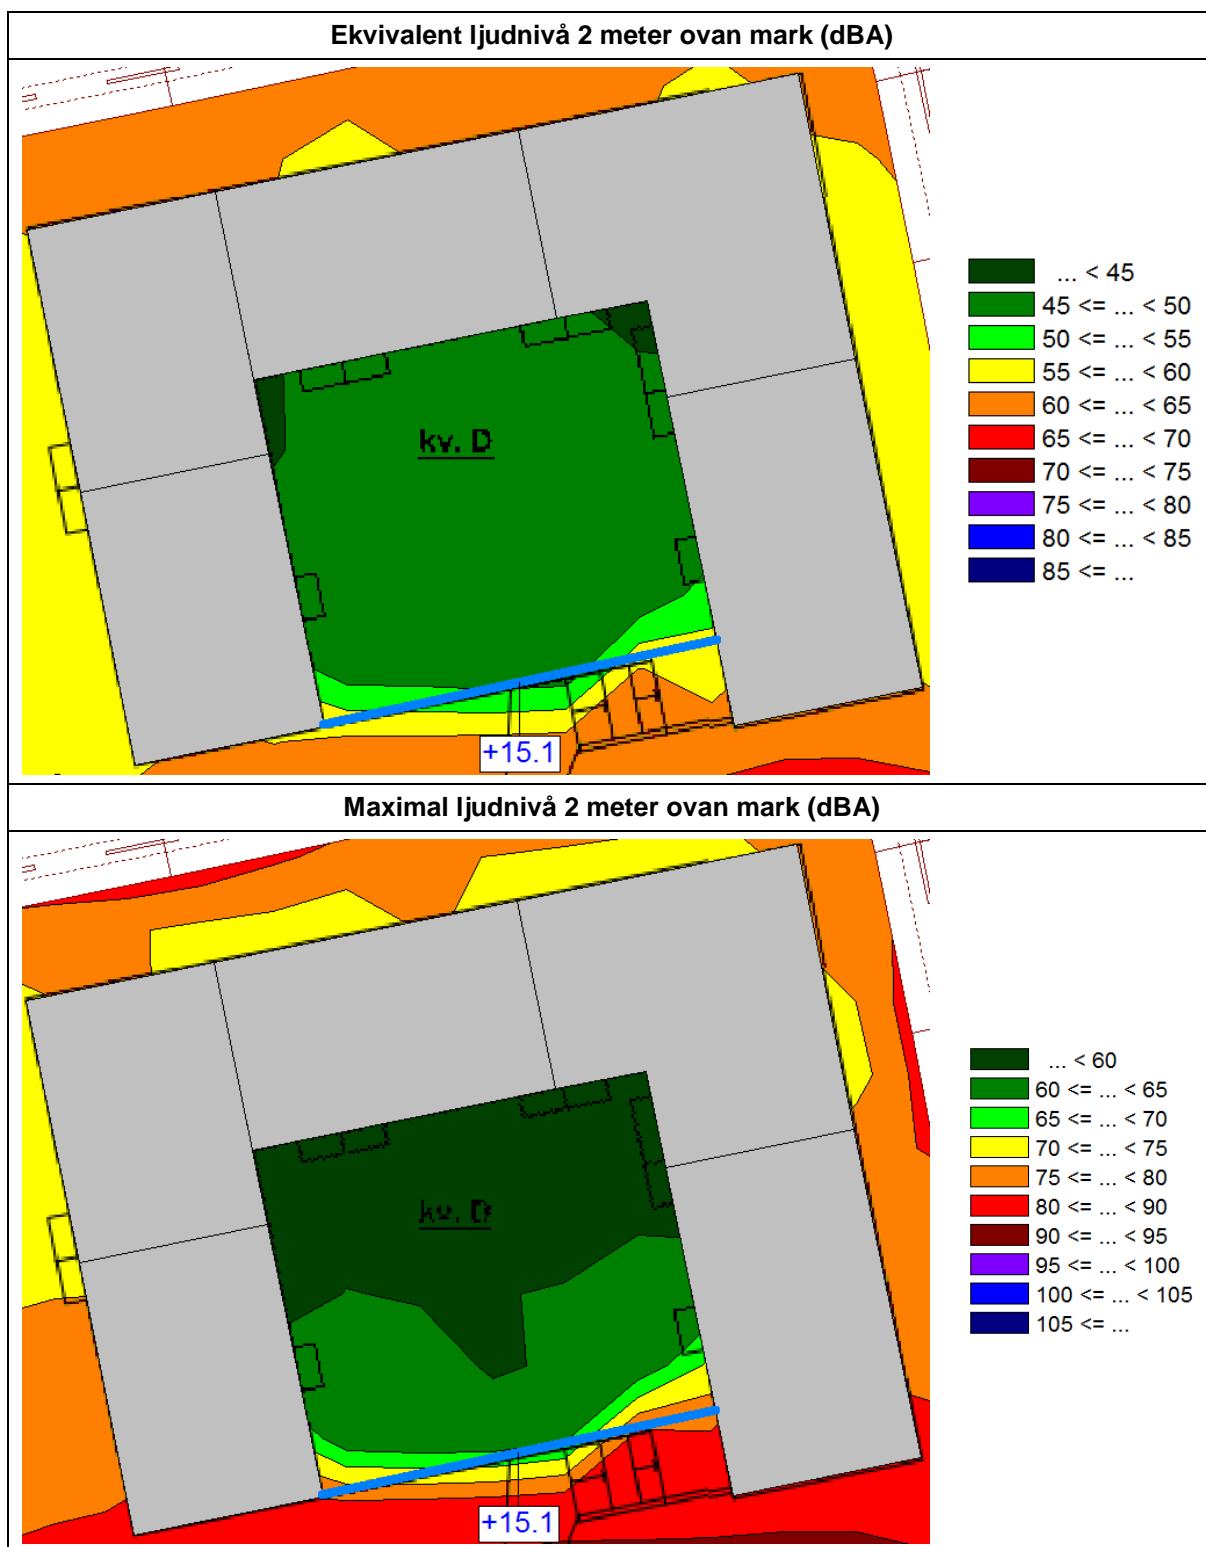 Ekvivalent ljudnivå 2 meter ovan mark (dBA)
kv. D
+15.1
... < 45
45 <= ... < 50
50 <= ... < 55
55 <= ... < 60
60 <= ... < 65
65 <= ... < 70
70 <= ... < 75
75 <= ... < 80
80 <= ... < 85
85 <= ...
Maximal ljudnivå 2 meter ovan mark (dBA)
kv. D
+15.1
... < 60
60 <= ... < 65
65 <= ... < 70
70 <= ... < 75
75 <= ... < 80
80 <= ... < 90
90 <= ... < 95
95 <= ... < 100
100 <= ... < 105
105 <= ...